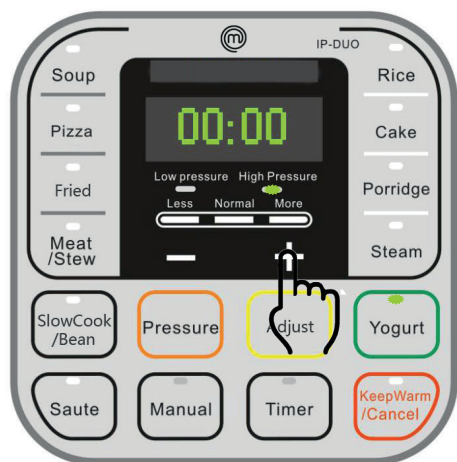 IP-DUO
Soup
Rice
Pizza
00:00
Cake
Low pressure High Pressure
Fried
Less Normal More
Porridge
Meat
/Stew
− +
Steam
SlowCook
/Bean
Pressure
Adjust
Yogurt
Saute
Manual
Timer
KeepWarm
/Cancel